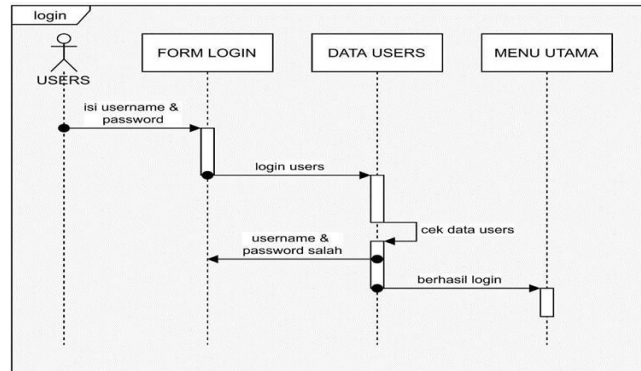 login
USERS
FORM LOGIN
DATA USERS
MENU UTAMA
isi username &
password
login users
cek data users
username &
password salah
berhasil login